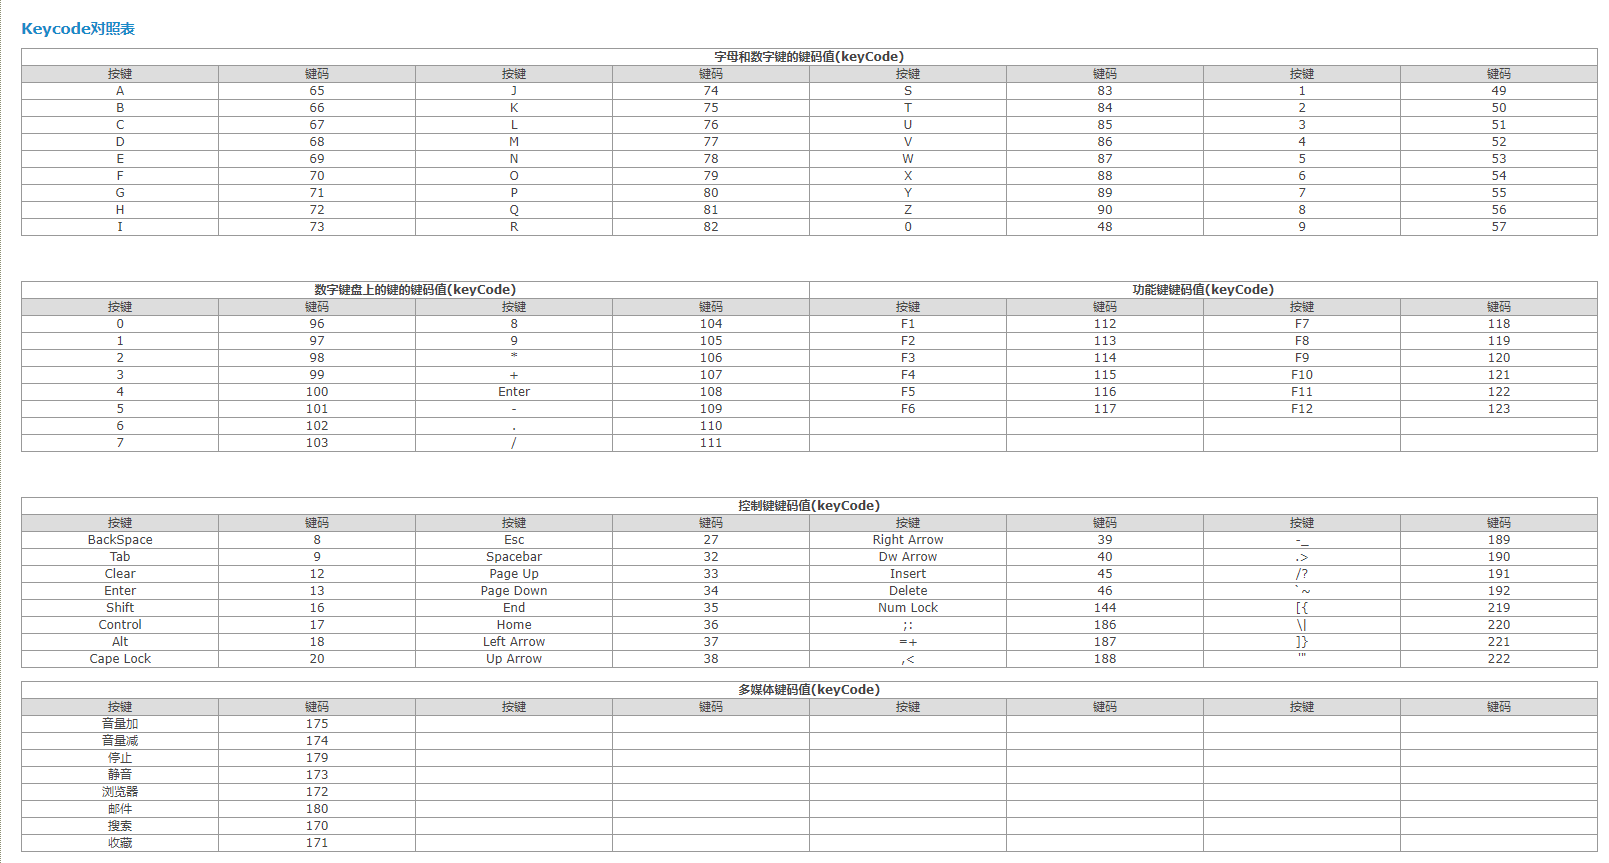 Keycode对照表
字母和数字键的键码值(keyCode)
按键 键码 按键 键码 按键 键码 按键 键码
A 65 J 74 S 83 1 49
B 66 K 75 T 84 2 50
C 67 L 76 U 85 3 51
D 68 M 77 V 86 4 52
E 69 N 78 W 87 5 53
F 70 O 79 X 88 6 54
G 71 P 80 Y 89 7 55
H 72 Q 81 Z 90 8 56
I 73 R 82 0 48 9 57
数字键盘上的键的键码值(keyCode) 功能键键码值(keyCode)
按键 键码 按键 键码 按键 键码 按键 键码
0 96 8 104 F1 112 F7 118
1 97 9 105 F2 113 F8 119
2 98 * 106 F3 114 F9 120
3 99 + 107 F4 115 F10 121
4 100 Enter 108 F5 116 F11 122
5 101 - 109 F6 117 F12 123
6 102 . 110
7 103 / 111
控制键键码值(keyCode)
按键 键码 按键 键码 按键 键码 按键 键码
BackSpace 8 Esc 27 Right Arrow 39 -_ 189
Tab 9 Spacebar 32 Dw Arrow 40 .> 190
Clear 12 Page Up 33 Insert 45 /? 191
Enter 13 Page Down 34 Delete 46 `~ 192
Shift 16 End 35 Num Lock 144 [{ 219
Control 17 Home 36 ;: 186 \| 220
Alt 18 Left Arrow 37 =+ 187 ]} 221
Cape Lock 20 Up Arrow 38 ,< 188 '" 222
多媒体键码值(keyCode)
按键 键码 按键 键码 按键 键码 按键 键码
音量加 175
音量减 174
停止 179
静音 173
浏览器 172
邮件 180
搜索 170
收藏 171